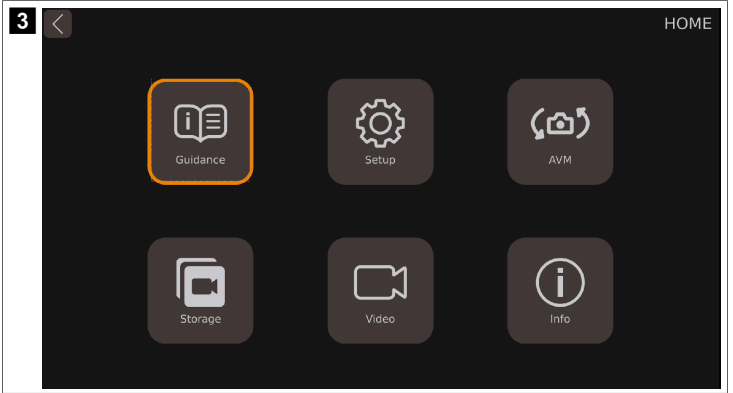 3
HOME
Guidance
Setup
AVM
Storage
Video
Info